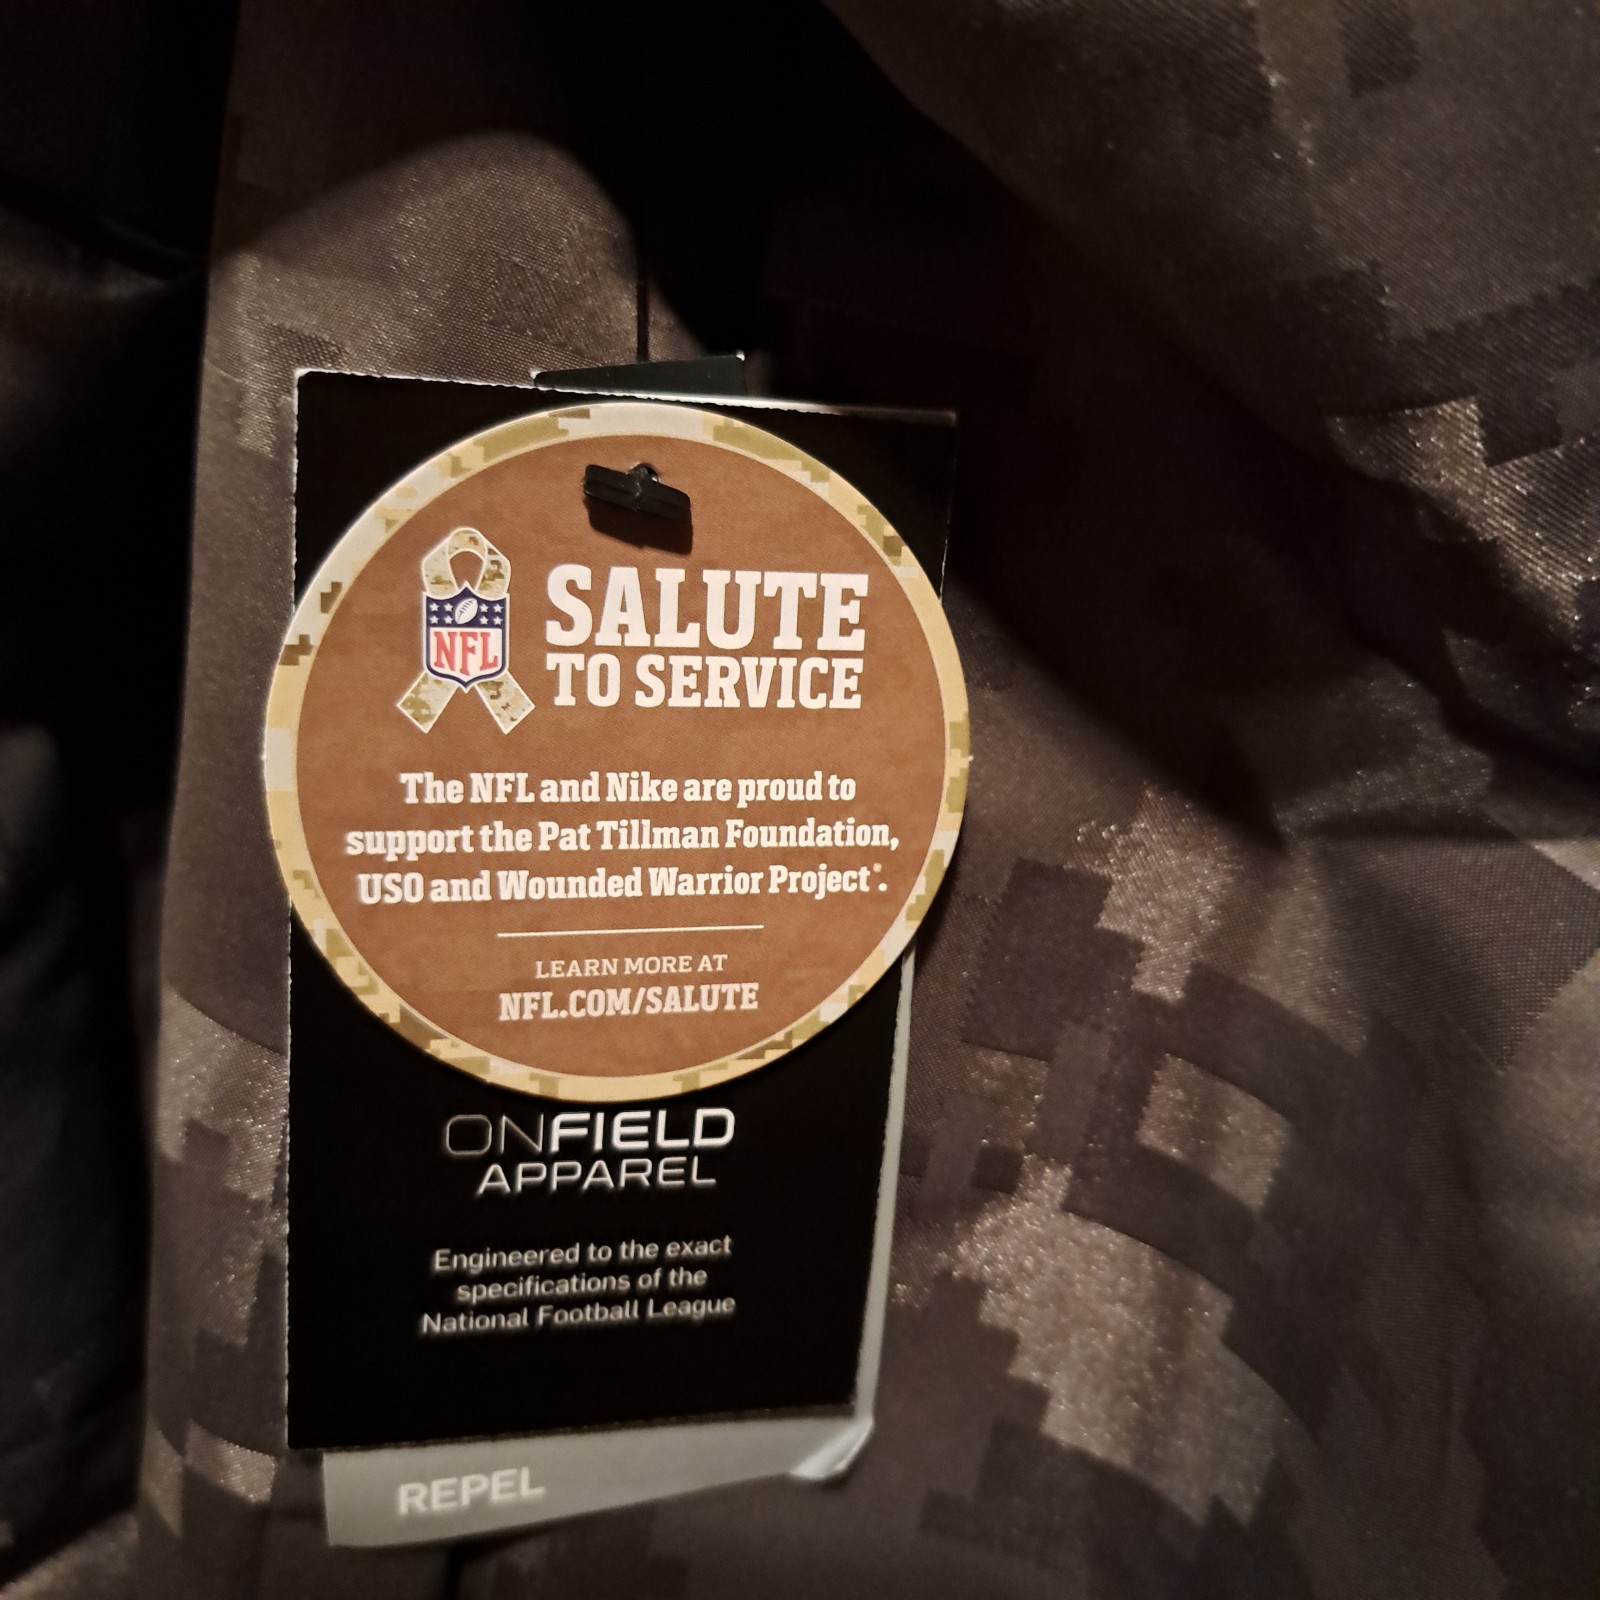 NFL
SALUTE
TO SERVICE
The NFL and Nike are proud to
support the Pat Tillman Foundation,
USO and Wounded Warrior Project®.
LEARN MORE AT
NFL.COM/SALUTE
ONFIELD
APPAREL
Engineered to the exact
specifications of the
National Football League
REPEL